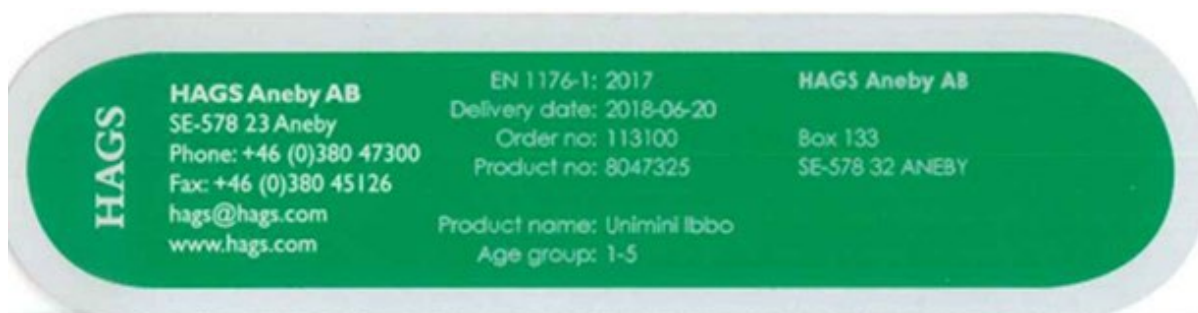 HAGS
HAGS Aneby AB
SE-578 23 Aneby
Phone: +46 (0)380 47300
Fax: +46 (0)380 45126
hags@hags.com
www.hags.com
EN 1176-1: 2017
Delivery date: 2018-06-20
Order no: 113100
Product no: 8047325
Product name: Unimini Ibbo
Age group: 1-5
HAGS Aneby AB
Box 133
SE-578 32 ANEBY